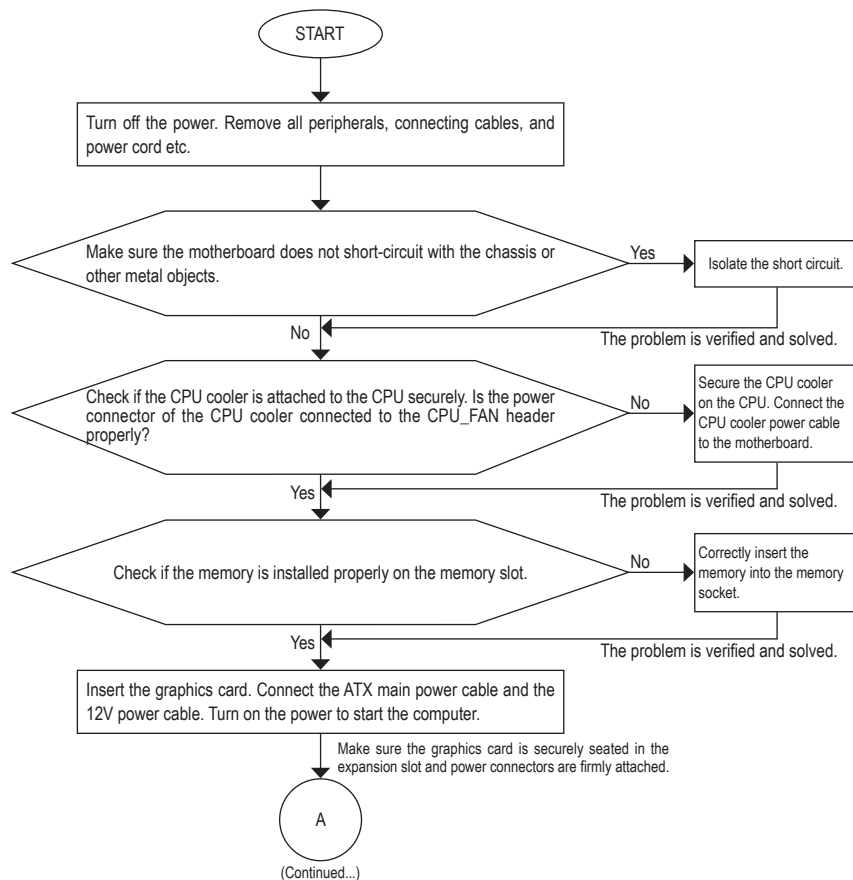 START
Turn off the power. Remove all peripherals, connecting cables, and
power cord etc.
Make sure the motherboard does not short-circuit with the chassis or
other metal objects.
Yes
Isolate the short circuit.
No
The problem is verified and solved.
Check if the CPU cooler is attached to the CPU securely. Is the power
connector of the CPU cooler connected to the CPU_FAN header
properly?
No
Secure the CPU cooler
on the CPU. Connect the
CPU cooler power cable
to the motherboard.
Yes
The problem is verified and solved.
Check if the memory is installed properly on the memory slot.
No
Correctly insert the
memory into the memory
socket.
Yes
The problem is verified and solved.
Insert the graphics card. Connect the ATX main power cable and the
12V power cable. Turn on the power to start the computer.
Make sure the graphics card is securely seated in the
expansion slot and power connectors are firmly attached.
A
(Continued...)